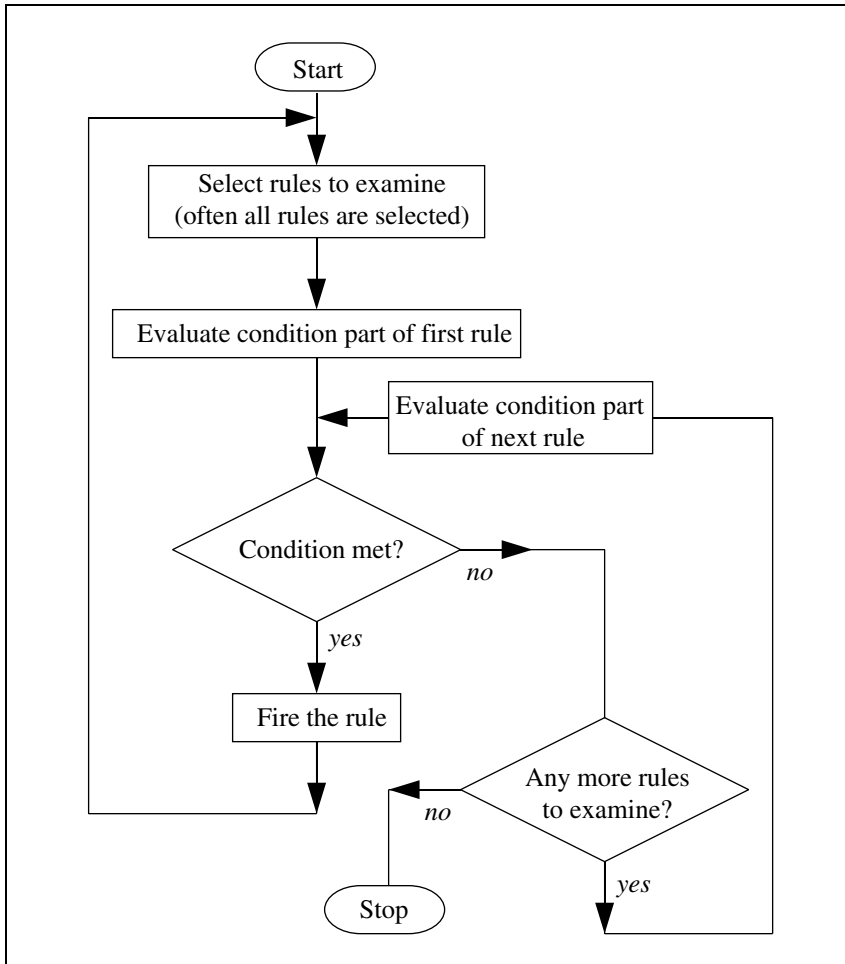 Start
Select rules to examine
(often all rules are selected)
Evaluate condition part of first rule
Evaluate condition part
of next rule
Condition met?
no
yes
Fire the rule
Any more rules
to examine?
no
yes
Stop